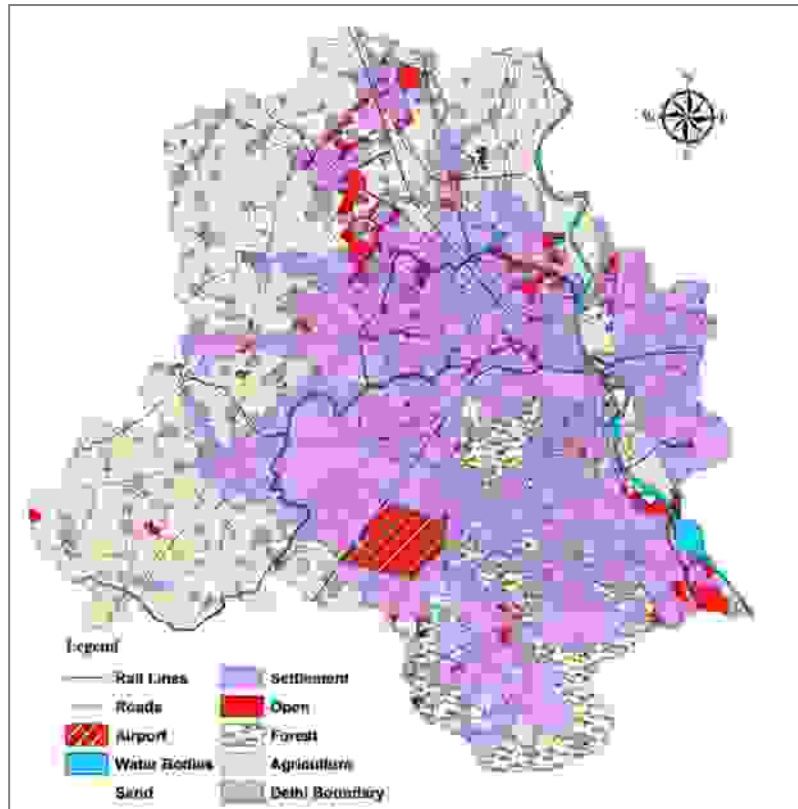 Legend
Rail Lines
Roads
Airport
Water Bodies
Sand
Settlement
Open
Forest
Agriculture
Delhi Boundary